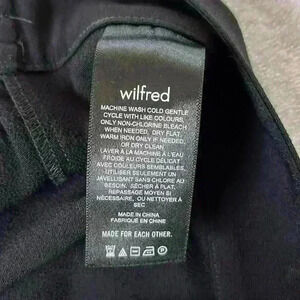 wilfred
MACHINE WASH COLD GENTLE
CYCLE WITH LIKE COLOURS,
ONLY NON-CHLORINE BLEACH
WHEN NEEDED, DRY FLAT,
WARM IRON ONLY IF NEEDED,
OR DRY CLEAN
LAVER À LA MACHINE À L'EAU
FROIDE AU CYCLE DÉLICAT
AVEC COULEURS SEMBLABLES,
UTILISER SEULEMENT UN
JAVELLISANT SANS CHLORE AU
BESOIN, SÉCHER À PLAT,
REPASSAGE MOYEN SI
NÉCESSAIRE, OU NETTOYER À
SEC
MADE IN CHINA
FABRIQUÉ EN CHINE
MADE FOR EACH OTHER.